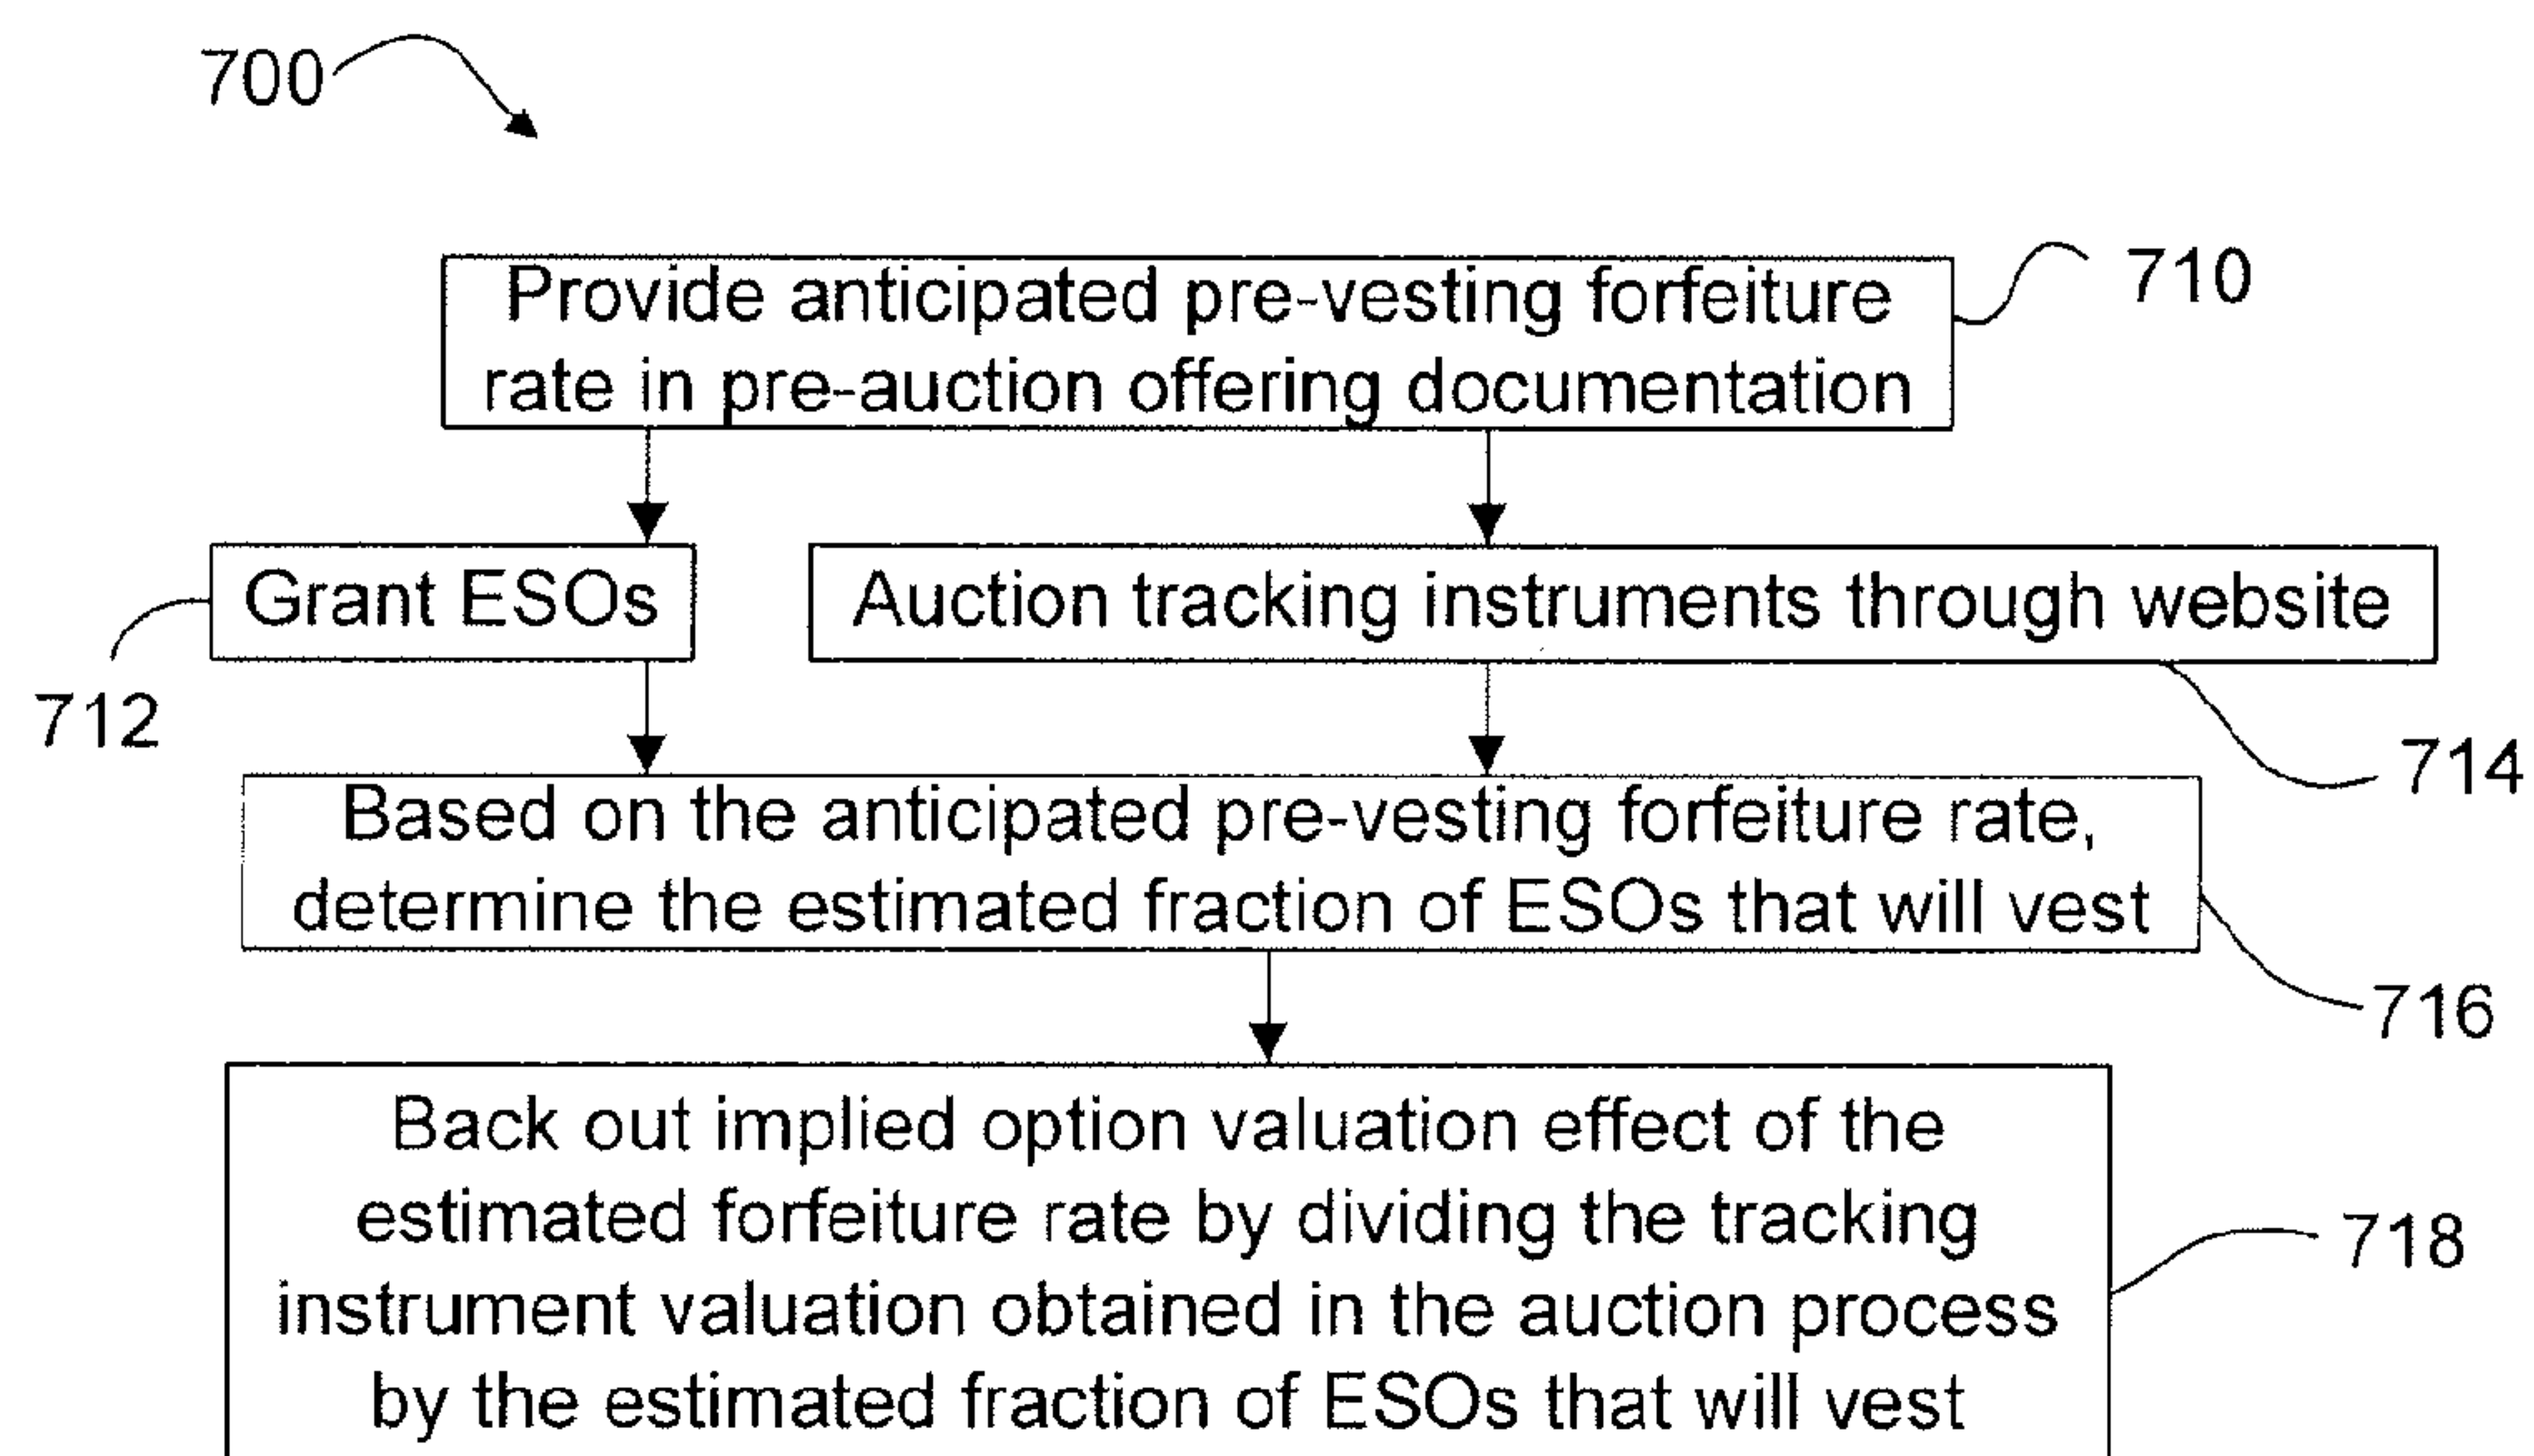 700
Provide anticipated pre-vesting forfeiture
rate in pre-auction offering documentation
710
Grant ESOs
Auction tracking instruments through website
712
714
Based on the anticipated pre-vesting forfeiture rate,
determine the estimated fraction of ESOs that will vest
716
Back out implied option valuation effect of the
estimated forfeiture rate by dividing the tracking
instrument valuation obtained in the auction process
by the estimated fraction of ESOs that will vest
718